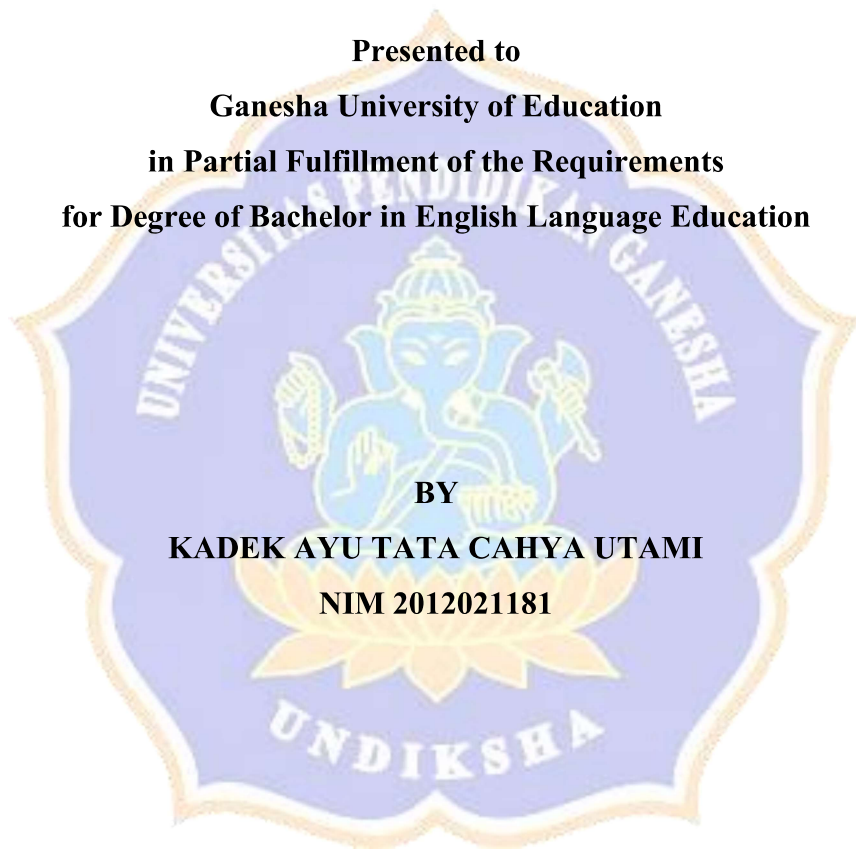 Presented to
Ganesha University of Education
in Partial Fulfillment of the Requirements
for Degree of Bachelor in English Language Education
UNIVERSITAS PENDIDIKAN GANESHA
BY
KADEK AYU TATA CAHYA UTAMI
NIM 2012021181
UNDIKSHA